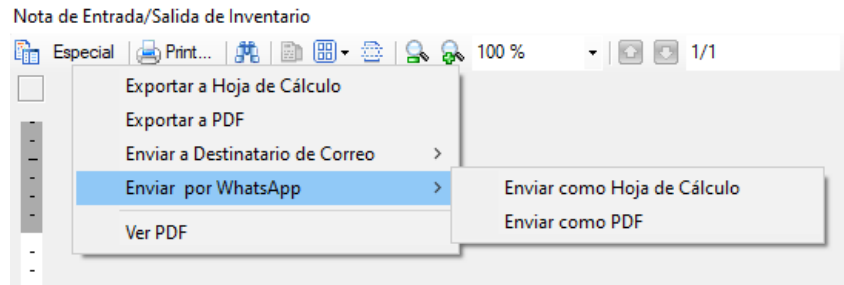 Nota de Entrada/Salida de Inventario
Especial Print... 100 % 1/1
Exportar a Hoja de Cálculo
Exportar a PDF
Enviar a Destinatario de Correo
Enviar por WhatsApp
Enviar como Hoja de Cálculo
Enviar como PDF
Ver PDF